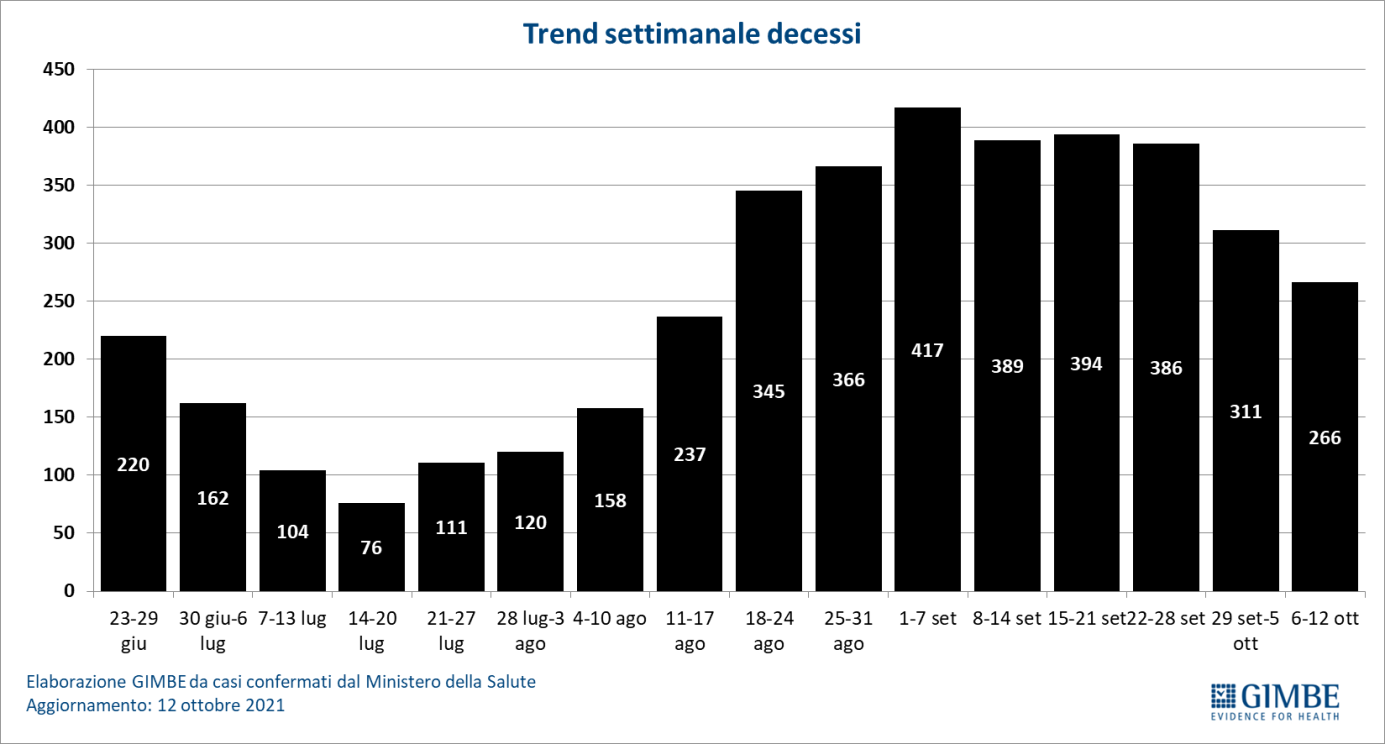 Trend settimanale decessi
450
400
350
300
250
200
150
100
50
0
220
162
104
76
111
120
158
237
345
366
417
389
394
386
311
266
23-29 giu
30 giu-6 lug
7-13 lug
14-20 lug
21-27 lug
28 lug-3 ago
4-10 ago
11-17 ago
18-24 ago
25-31 ago
1-7 set
8-14 set
15-21 set
22-28 set
29 set-5 ott
6-12 ott
Elaborazione GIMBE da casi confermati dal Ministero della Salute
Aggiornamento: 12 ottobre 2021
GIMBE
EVIDENCE FOR HEALTH